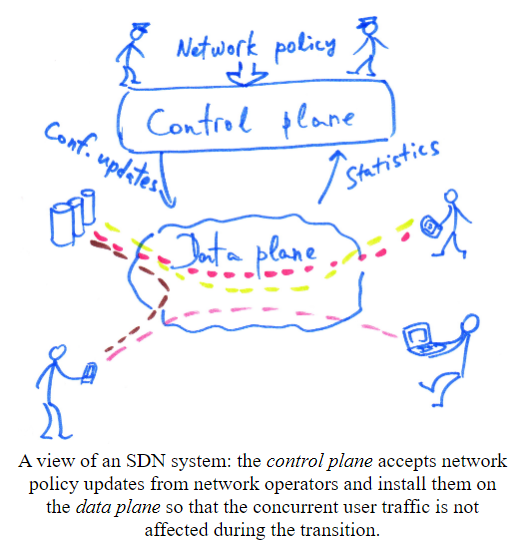 Network policy
Control plane
Conf. updates
Statistics
Data plane
A view of an SDN system: the control plane accepts network
policy updates from network operators and install them on
the data plane so that the concurrent user traffic is not
affected during the transition.